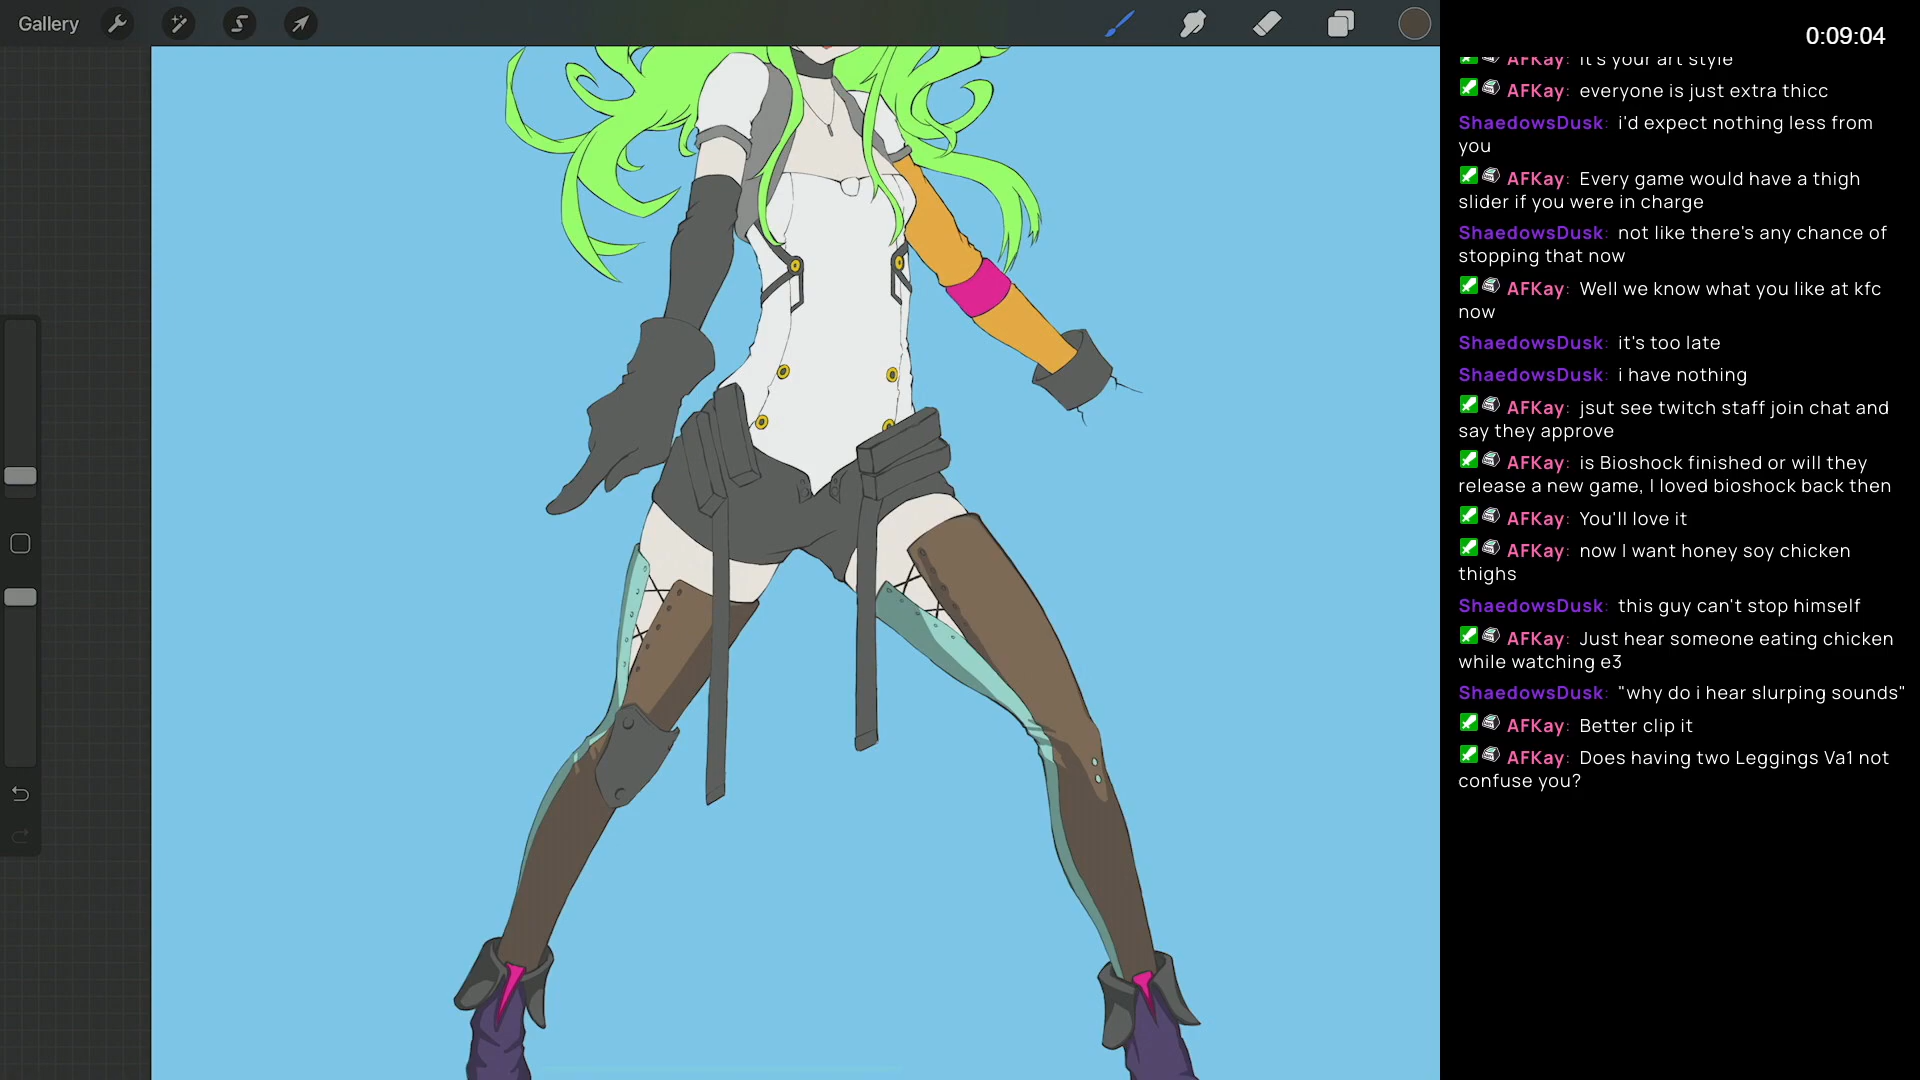 Gallery
0:09:04
AFKay: it's your art style
AFKay: everyone is just extra thicc
ShaedowsDusk: i'd expect nothing less from
you
AFKay: Every game would have a thigh
slider if you were in charge
ShaedowsDusk: not like there's any chance of
stopping that now
AFKay: Well we know what you like at kfc
now
ShaedowsDusk: it's too late
ShaedowsDusk: i have nothing
AFKay: jsut see twitch staff join chat and
say they approve
AFKay: is Bioshock finished or will they
release a new game, I loved bioshock back then
AFKay: You'll love it
AFKay: now I want honey soy chicken
thighs
ShaedowsDusk: this guy can't stop himself
AFKay: Just hear someone eating chicken
while watching e3
ShaedowsDusk: "why do i hear slurping sounds"
AFKay: Better clip it
AFKay: Does having two Leggings Va1 not
confuse you?